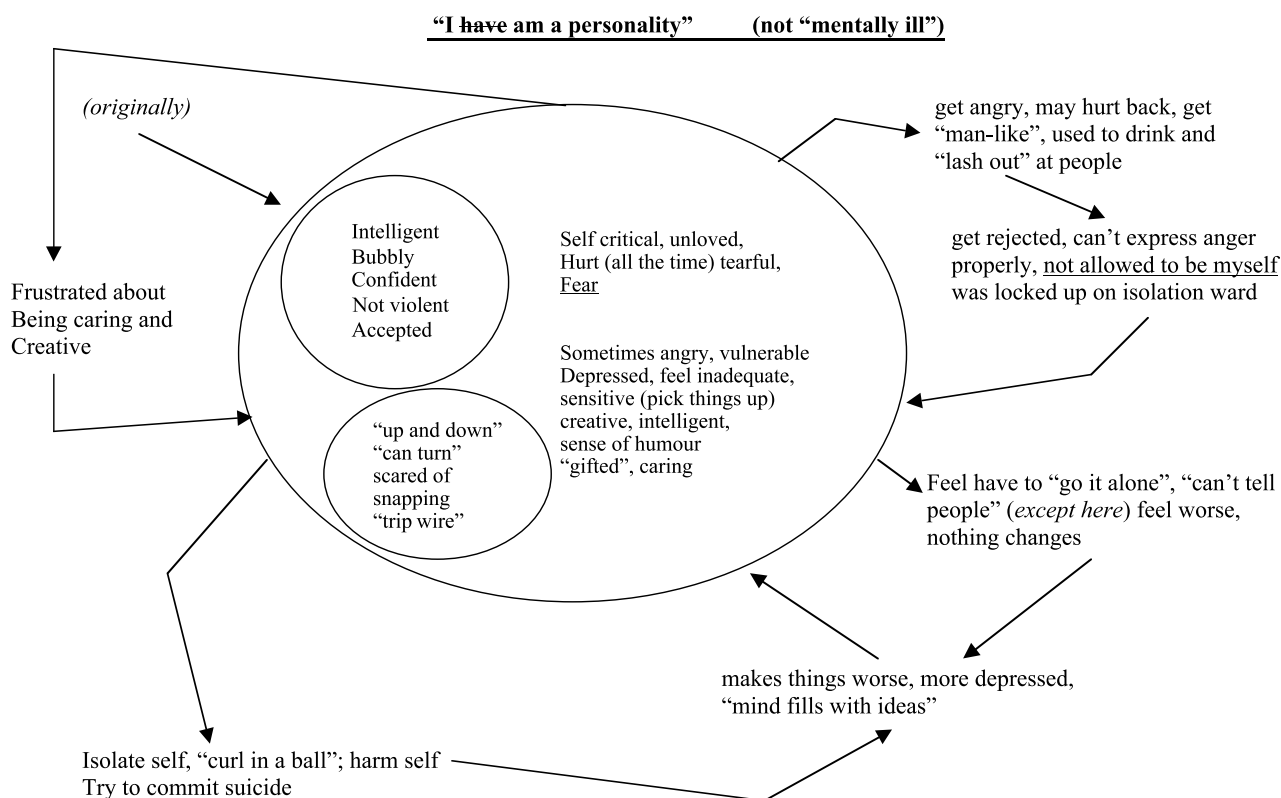 “I have am a personality” (not “mentally ill”)
(originally)
get angry, may hurt back, get
“man-like”, used to drink and
“lash out” at people
Intelligent
Bubbly
Confident
Not violent
Accepted
Self critical, unloved,
Hurt (all the time) tearful,
Fear
get rejected, can’t express anger
properly, not allowed to be myself
was locked up on isolation ward
Frustrated about
Being caring and
Creative
Sometimes angry, vulnerable
Depressed, feel inadequate,
sensitive (pick things up)
creative, intelligent,
sense of humour
“gifted”, caring
“up and down”
“can turn”
scared of
snapping
“trip wire”
Feel have to “go it alone”, “can’t tell
people” (except here) feel worse,
nothing changes
makes things worse, more depressed,
“mind fills with ideas”
Isolate self, “curl in a ball”; harm self
Try to commit suicide